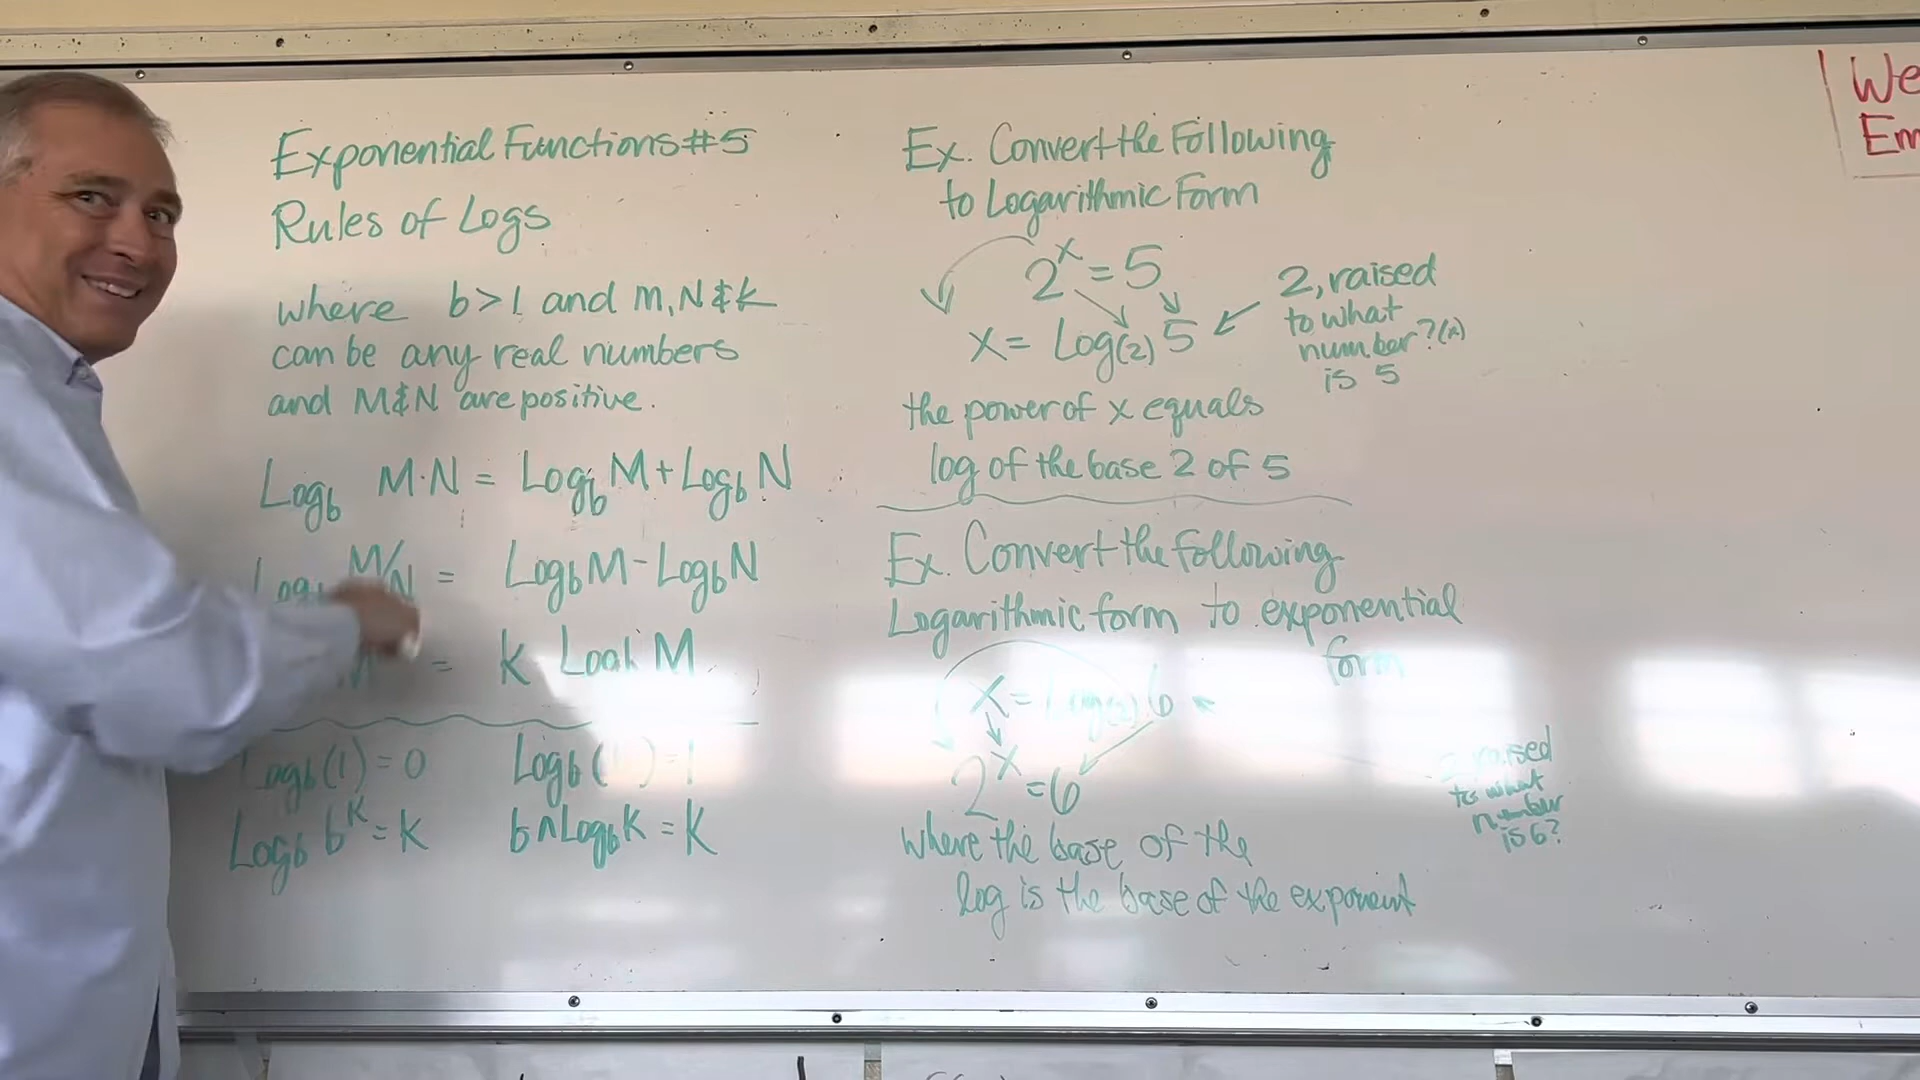 Exponential Functions #5
Rules of Logs
where b>1 and m,N&K
can be any real numbers
and M&N are positive.
Log_b M·N = Log_b M + Log_b N
Log_b M/N = Log_b M - Log_b N
= K Log M
Log_b (1) = 0 Log_b ( ) = 1
Log_b b^K = K b^Log_b K = K
Ex. Convert the Following
to Logarithmic Form
2^x = 5
x = Log(2) 5
2, raised
to what
number? (x)
is 5
the power of x equals
log of the base 2 of 5
Ex. Convert the following
Logarithmic form to exponential
form
x = Log(2) 6
2^x = 6
raised
to what
number
is 6?
where the base of the
log is the base of the exponent
We
Em